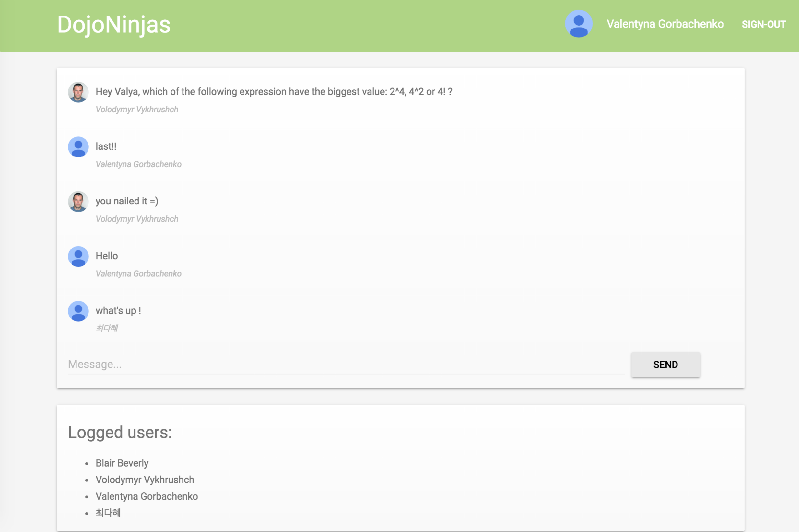 DojoNinjas
Valentyna Gorbachenko
SIGN-OUT
Hey Valya, which of the following expression have the biggest value: 2^4, 4^2 or 4! ?
Volodymyr Vykhrushch
last!!
Valentyna Gorbachenko
you nailed it =)
Volodymyr Vykhrushch
Hello
Valentyna Gorbachenko
what's up !
최다혜
Message...
SEND
Logged users:
Blair Beverly
Volodymyr Vykhrushch
Valentyna Gorbachenko
최다혜